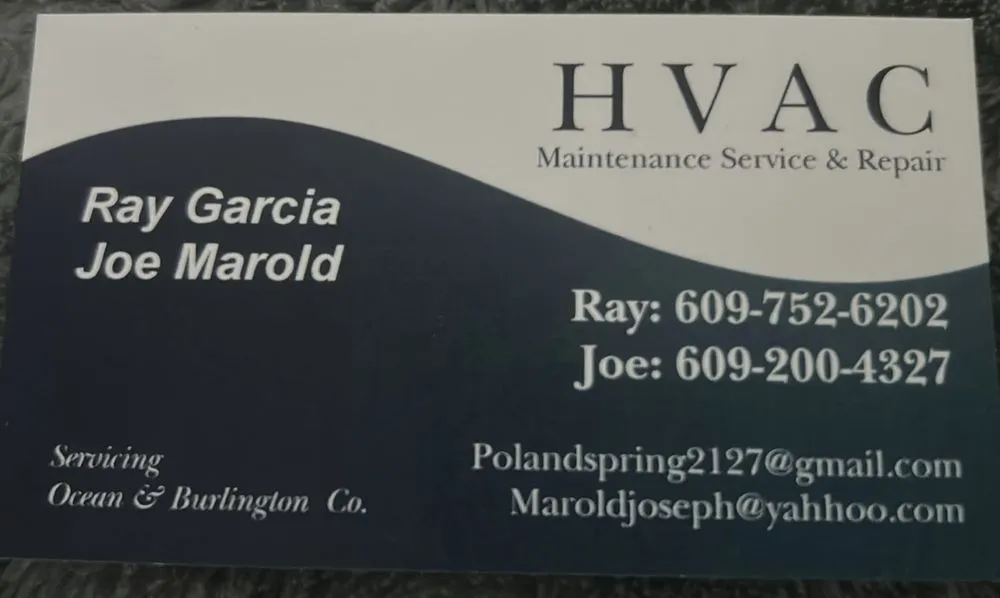 H V A C
Maintenance Service & Repair
Ray Garcia
Joe Marold
Ray: 609-752-6202
Joe: 609-200-4327
Servicing
Ocean & Burlington Co.
Polandspring2127@gmail.com
Maroldjoseph@yahhoo.com